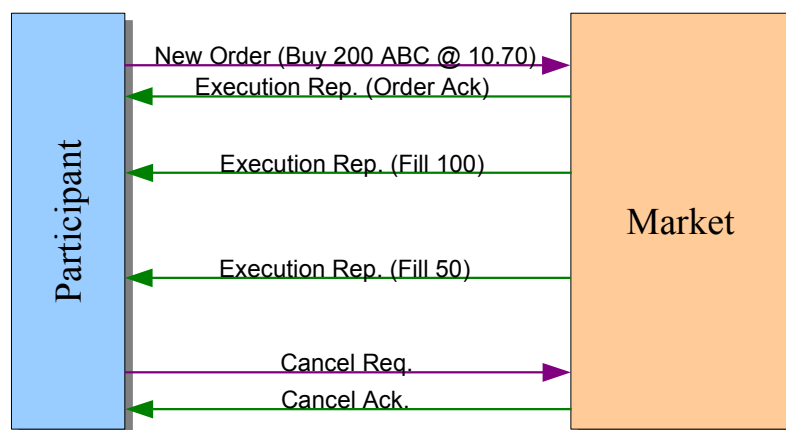 New Order (Buy 200 ABC @ 10.70)
Execution Rep. (Order Ack)
Execution Rep. (Fill 100)
Participant
Market
Execution Rep. (Fill 50)
Cancel Req.
Cancel Ack.